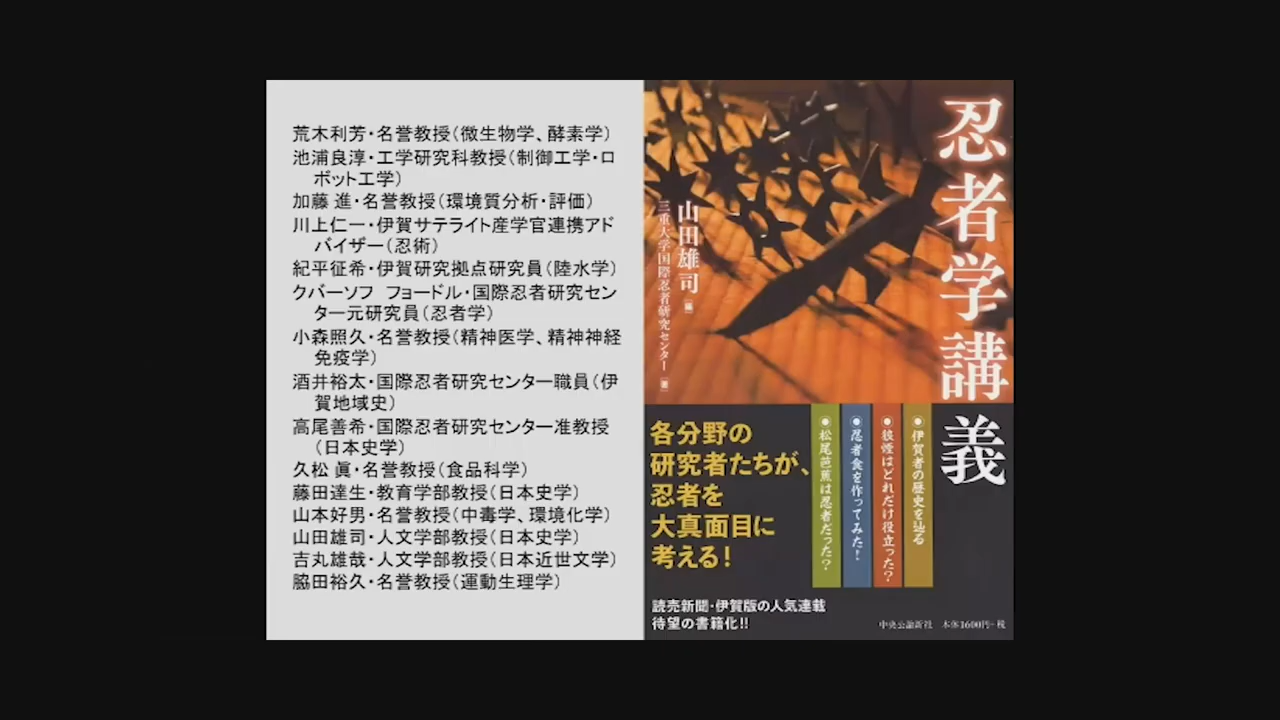 荒木利芳・名誉教授（微生物学、酵素学）
池浦良淳・工学研究科教授（制御工学・ロ
ボット工学）
加藤 進・名誉教授（環境質分析・評価）
川上仁一・伊賀サテライト産学官連携アド
バイザー（忍術）
紀平征希・伊賀研究拠点研究員（陸水学）
クバーソフ フョードル・国際忍者研究セン
ター元研究員（忍者学）
小森照久・名誉教授（精神医学、精神神経
免疫学）
酒井裕太・国際忍者研究センター職員（伊
賀地域史）
高尾善希・国際忍者研究センター准教授
（日本史学）
久松 眞・名誉教授（食品科学）
藤田達生・教育学部教授（日本史学）
山本好男・名誉教授（中毒学、環境化学）
山田雄司・人文学部教授（日本史学）
吉丸雄哉・人文学部教授（日本近世文学）
脇田裕久・名誉教授（運動生理学）
忍者学講義
山田雄司［編］
三重大学国際忍者研究センター［著］
伊賀者の歴史を辿る
狼煙はどれだけ役立った？
忍者食を作ってみた！
松尾芭蕉は忍者だった？
各分野の
研究者たちが、
忍者を
大真面目に
考える！
読売新聞・伊賀版の人気連載
待望の書籍化!!
中央公論新社 本体1600円+税